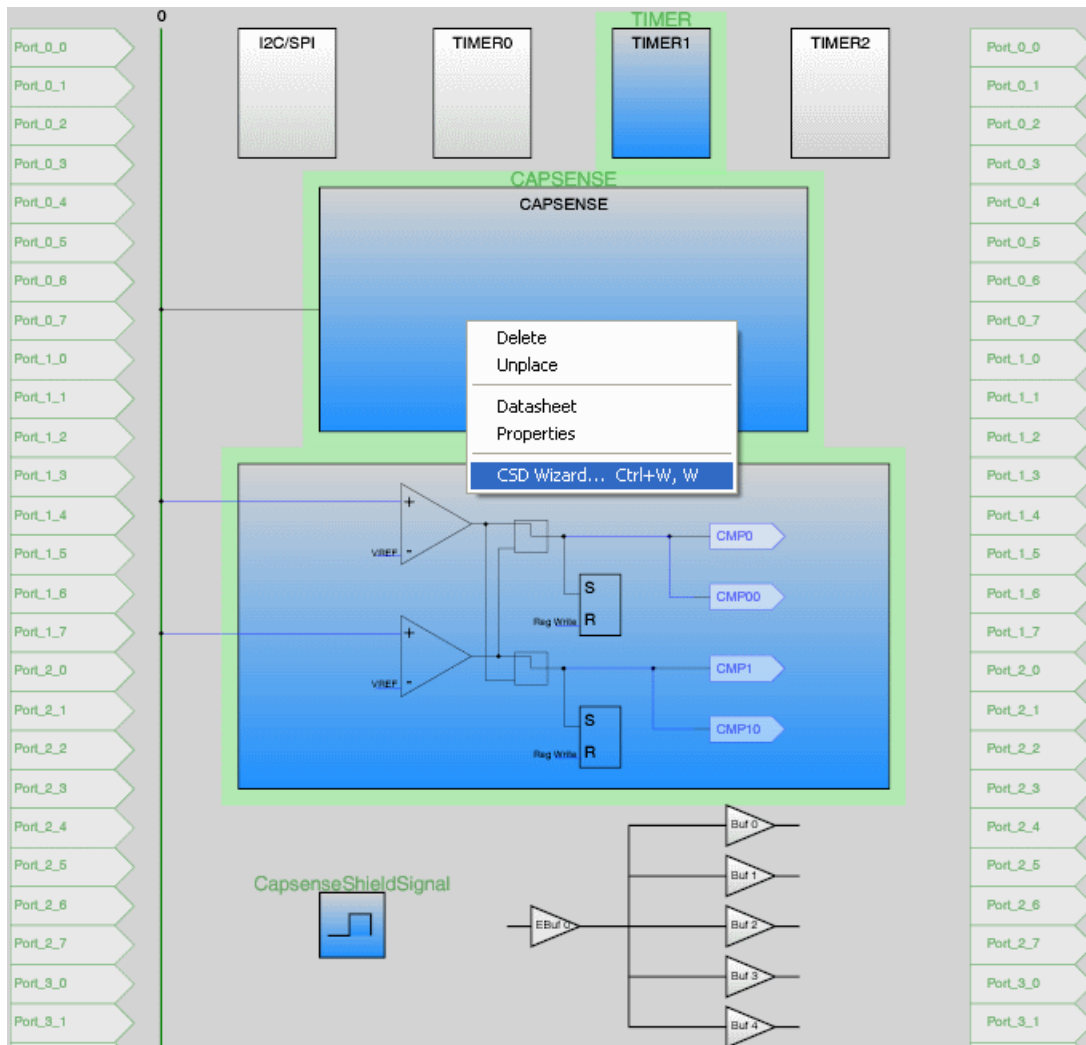 0
TIMER
I2C/SPI
TIMER0
TIMER1
TIMER2
Port_0_0
Port_0_1
Port_0_2
Port_0_3
Port_0_4
Port_0_5
Port_0_6
Port_0_7
Port_1_0
Port_1_1
Port_1_2
Port_1_3
Port_1_4
Port_1_5
Port_1_6
Port_1_7
Port_2_0
Port_2_1
Port_2_2
Port_2_3
Port_2_4
Port_2_5
Port_2_6
Port_2_7
Port_3_0
Port_3_1
CAPSENSE
CAPSENSE
Delete
Unplace
Datasheet
Properties
CSD Wizard... Ctrl+W, W
+
VREF -
CMP0
S
CMP00
Reg Write R
+
VREF -
CMP1
S
CMP10
Reg Write R
CapsenseShieldSignal
EBuf 0
Buf 0
Buf 1
Buf 2
Buf 3
Buf 4
Port_0_0
Port_0_1
Port_0_2
Port_0_3
Port_0_4
Port_0_5
Port_0_6
Port_0_7
Port_1_0
Port_1_1
Port_1_2
Port_1_3
Port_1_4
Port_1_5
Port_1_6
Port_1_7
Port_2_0
Port_2_1
Port_2_2
Port_2_3
Port_2_4
Port_2_5
Port_2_6
Port_2_7
Port_3_0
Port_3_1